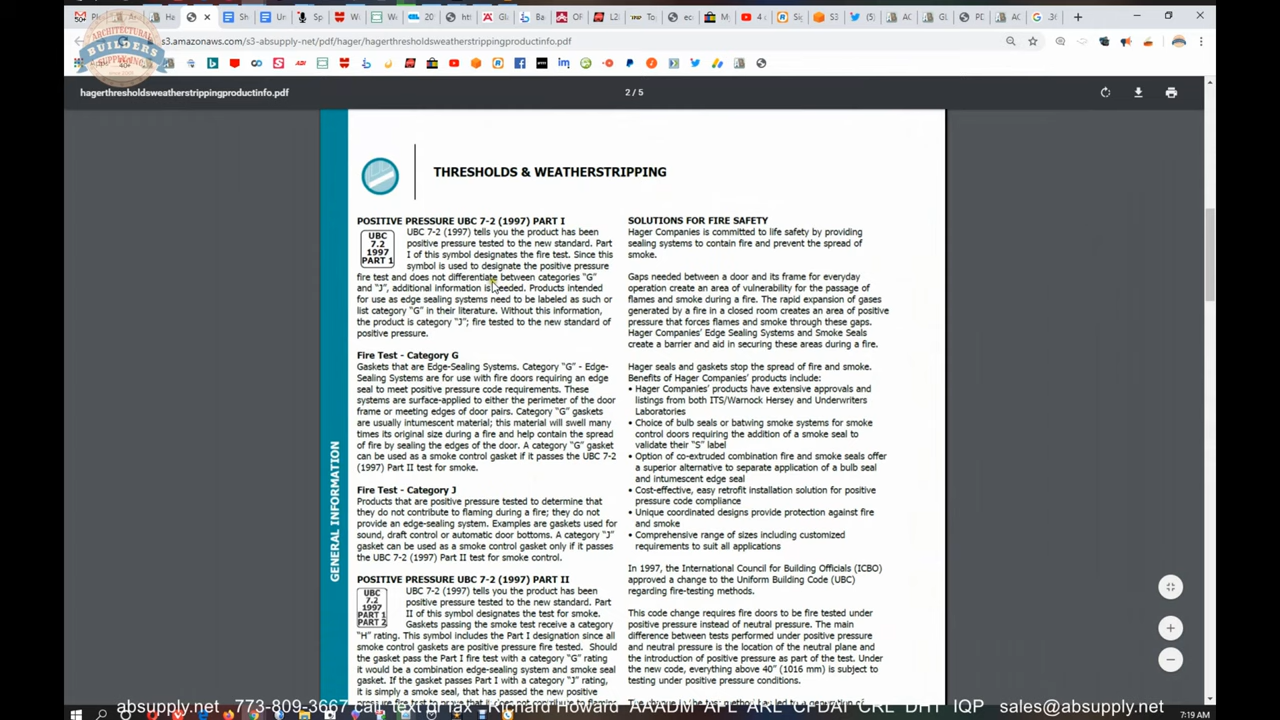 s3.amazonaws.com/s3-absupply-net/pdf/hager/hagerthresholdsweatherstrippingproductinfo.pdf
ARCHITECTURAL
BUILDERS
SUPPLY INC.
hagerthresholdsweatherstrippingproductinfo.pdf
2 / 5
THRESHOLDS & WEATHERSTRIPPING
POSITIVE PRESSURE UBC 7-2 (1997) PART I
UBC
7.2
1997
PART 1
UBC 7-2 (1997) tells you the product has been
positive pressure tested to the new standard. Part
I of this symbol designates the fire test. Since this
symbol is used to designate the positive pressure
fire test and does not differentiate between categories "G"
and "J", additional information is needed. Products intended
for use as edge sealing systems need to be labeled as such or
list category "G" in their literature. Without this information,
the product is category "J"; fire tested to the new standard of
positive pressure.
Fire Test - Category G
Gaskets that are Edge-Sealing Systems. Category "G" - Edge-
Sealing Systems are for use with fire doors requiring an edge
seal to meet positive pressure code requirements. These
systems are surface-applied to either the perimeter of the door
frame or meeting edges of door pairs. Category "G" gaskets
are usually intumescent material; this material will swell many
times its original size during a fire and help contain the spread
of fire by sealing the edges of the door. A category "G" gasket
can be used as a smoke control gasket if it passes the UBC 7-2
(1997) Part II test for smoke.
Fire Test - Category J
Products that are positive pressure tested to determine that
they do not contribute to flaming during a fire; they do not
provide an edge-sealing system. Examples are gaskets used for
sound, draft control or automatic door bottoms. A category "J"
gasket can be used as a smoke control gasket only if it passes
the UBC 7-2 (1997) Part II test for smoke control.
POSITIVE PRESSURE UBC 7-2 (1997) PART II
UBC
7.2
1997
PART 1
PART 2
UBC 7-2 (1997) tells you the product has been
positive pressure tested to the new standard. Part
II of this symbol designates the test for smoke.
Gaskets passing the smoke test receive a category
"H" rating. This symbol includes the Part I designation since all
smoke control gaskets are positive pressure fire tested. Should
the gasket pass the Part I fire test with a category "G" rating
it would be a combination edge-sealing system and smoke seal
gasket. If the gasket passes Part I with a category "J" rating,
it is simply a smoke seal, that has passed the new positive
SOLUTIONS FOR FIRE SAFETY
Hager Companies is committed to life safety by providing
sealing systems to contain fire and prevent the spread of
smoke.
Gaps needed between a door and its frame for everyday
operation create an area of vulnerability for the passage of
flames and smoke during a fire. The rapid expansion of gases
generated by a fire in a closed room creates an area of positive
pressure that forces flames and smoke through these gaps.
Hager Companies' Edge Sealing Systems and Smoke Seals
create a barrier and aid in securing these areas during a fire.
Hager seals and gaskets stop the spread of fire and smoke.
Benefits of Hager Companies' products include:
• Hager Companies' products have extensive approvals and
listings from both ITS/Warnock Hersey and Underwriters
Laboratories
• Choice of bulb seals or batwing smoke systems for smoke
control doors requiring the addition of a smoke seal to
validate their "S" label
• Option of co-extruded combination fire and smoke seals offer
a superior alternative to separate application of a bulb seal
and intumescent edge seal
• Cost-effective, easy retrofit installation solution for positive
pressure code compliance
• Unique coordinated designs provide protection against fire
and smoke
• Comprehensive range of sizes including customized
requirements to suit all applications
In 1997, the International Council for Building Officials (ICBO)
approved a change to the Uniform Building Code (UBC)
regarding fire-testing methods.
This code change requires fire doors to be fire tested under
positive pressure instead of neutral pressure. The main
difference between tests performed under positive pressure
and neutral pressure is the location of the neutral plane and
the introduction of positive pressure as part of the test. Under
the new code, everything above 40" (1016 mm) is subject to
testing under positive pressure conditions.
GENERAL INFORMATION
absupply.net 773-809-3667 call, text or fax - Richard Howard AAADM AFL ARL CFDAI CRL DHT IQP sales@absupply.net
7:19 AM